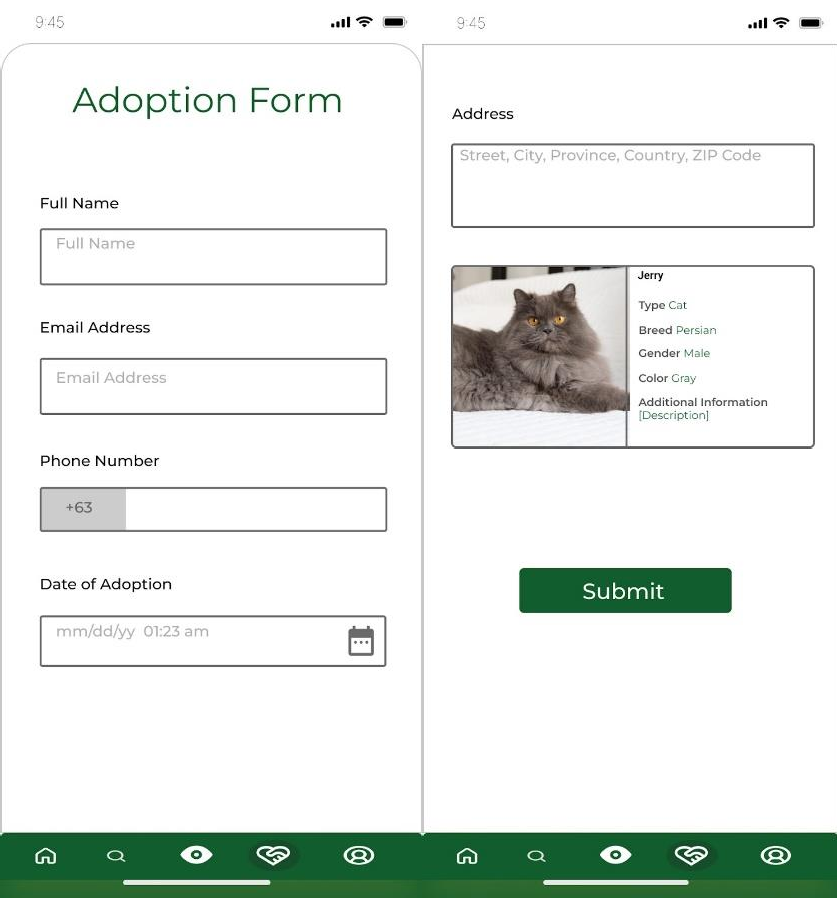 9:45
Adoption Form
Full Name
Full Name
Email Address
Email Address
Phone Number
+63
Date of Adoption
mm/dd/yy 01:23 am
9:45
Address
Street, City, Province, Country, ZIP Code
Jerry
Type Cat
Breed Persian
Gender Male
Color Gray
Additional Information
[Description]
Submit